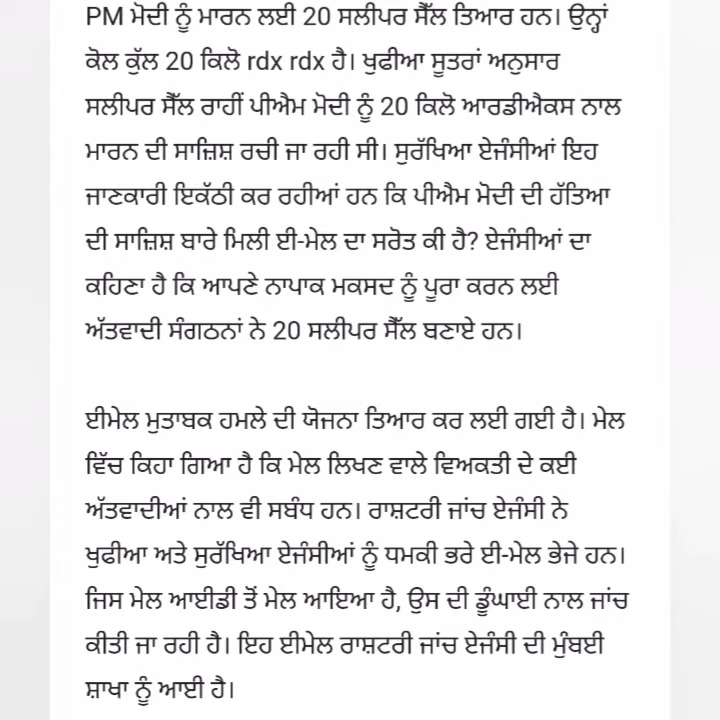 PM ਮੋਦੀ ਨੂੰ ਮਾਰਨ ਲਈ 20 ਸਲੀਪਰ ਸੈੱਲ ਤਿਆਰ ਹਨ। ਉਨ੍ਹਾਂ
ਕੋਲ ਕੁੱਲ 20 ਕਿਲੋ rdx rdx ਹੈ। ਖੁਫੀਆ ਸੂਤਰਾਂ ਅਨੁਸਾਰ
ਸਲੀਪਰ ਸੈੱਲ ਰਾਹੀਂ ਪੀਐਮ ਮੋਦੀ ਨੂੰ 20 ਕਿਲੋ ਆਰਡੀਐਕਸ ਨਾਲ
ਮਾਰਨ ਦੀ ਸਾਜ਼ਿਸ਼ ਰਚੀ ਜਾ ਰਹੀ ਸੀ। ਸੁਰੱਖਿਆ ਏਜੰਸੀਆਂ ਇਹ
ਜਾਣਕਾਰੀ ਇਕੱਠੀ ਕਰ ਰਹੀਆਂ ਹਨ ਕਿ ਪੀਐਮ ਮੋਦੀ ਦੀ ਹੱਤਿਆ
ਦੀ ਸਾਜ਼ਿਸ਼ ਬਾਰੇ ਮਿਲੀ ਈ-ਮੇਲ ਦਾ ਸਰੋਤ ਕੀ ਹੈ? ਏਜੰਸੀਆਂ ਦਾ
ਕਹਿਣਾ ਹੈ ਕਿ ਆਪਣੇ ਨਾਪਾਕ ਮਕਸਦ ਨੂੰ ਪੂਰਾ ਕਰਨ ਲਈ
ਅੱਤਵਾਦੀ ਸੰਗਠਨਾਂ ਨੇ 20 ਸਲੀਪਰ ਸੈੱਲ ਬਣਾਏ ਹਨ।
ਈਮੇਲ ਮੁਤਾਬਕ ਹਮਲੇ ਦੀ ਯੋਜਨਾ ਤਿਆਰ ਕਰ ਲਈ ਗਈ ਹੈ। ਮੇਲ
ਵਿੱਚ ਕਿਹਾ ਗਿਆ ਹੈ ਕਿ ਮੇਲ ਲਿਖਣ ਵਾਲੇ ਵਿਅਕਤੀ ਦੇ ਕਈ
ਅੱਤਵਾਦੀਆਂ ਨਾਲ ਵੀ ਸਬੰਧ ਹਨ। ਰਾਸ਼ਟਰੀ ਜਾਂਚ ਏਜੰਸੀ ਨੇ
ਖੁਫੀਆ ਅਤੇ ਸੁਰੱਖਿਆ ਏਜੰਸੀਆਂ ਨੂੰ ਧਮਕੀ ਭਰੇ ਈ-ਮੇਲ ਭੇਜੇ ਹਨ।
ਜਿਸ ਮੇਲ ਆਈਡੀ ਤੋਂ ਮੇਲ ਆਇਆ ਹੈ, ਉਸ ਦੀ ਡੂੰਘਾਈ ਨਾਲ ਜਾਂਚ
ਕੀਤੀ ਜਾ ਰਹੀ ਹੈ। ਇਹ ਈਮੇਲ ਰਾਸ਼ਟਰੀ ਜਾਂਚ ਏਜੰਸੀ ਦੀ ਮੁੰਬਈ
ਸ਼ਾਖਾ ਨੂੰ ਆਈ ਹੈ।